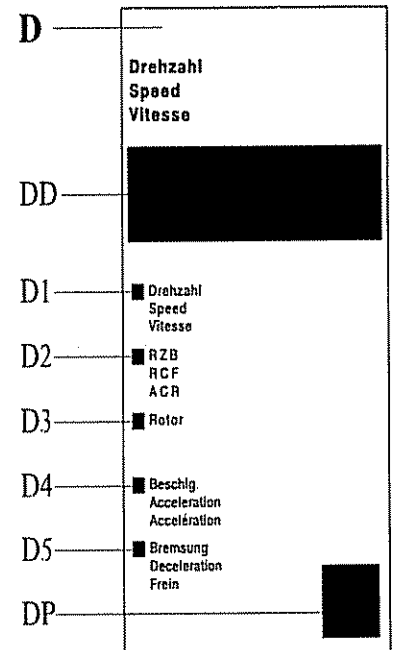 D
Drehzahl
Speed
Vitesse
DD
D1
Drehzahl
Speed
Vitesse
D2
RZB
RCF
ACR
D3
Rotor
D4
Beschlg.
Acceleration
Accélération
D5
Bremsung
Deceleration
Frein
DP